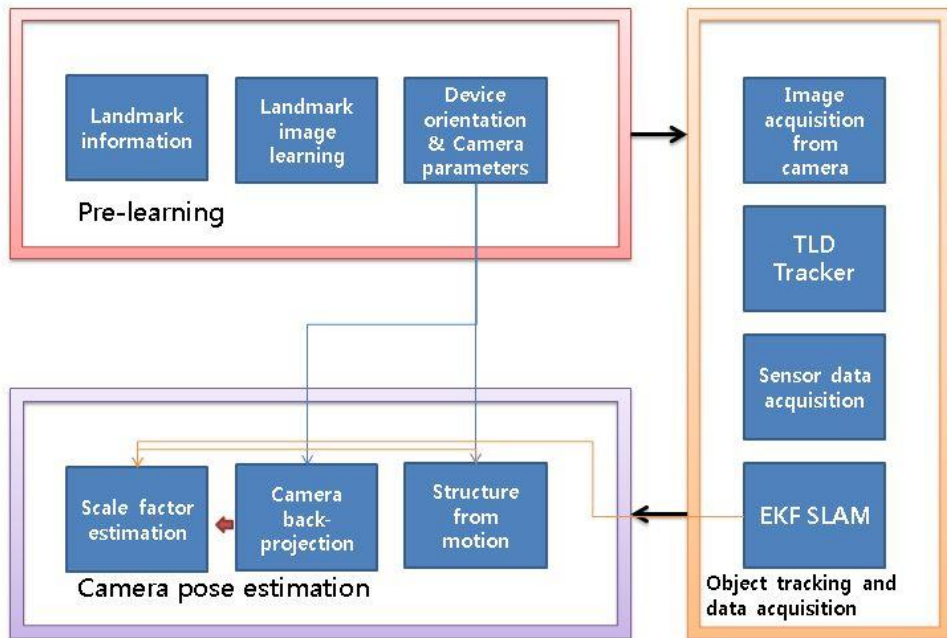 Landmark
information
Landmark
image
learning
Device
orientation
& Camera
parameters
Pre-learning
Image
acquisition
from
camera
TLD
Tracker
Sensor data
acquisition
EKF SLAM
Object tracking and
data acquisition
Scale factor
estimation
Camera
back-
projection
Structure
from
motion
Camera pose estimation